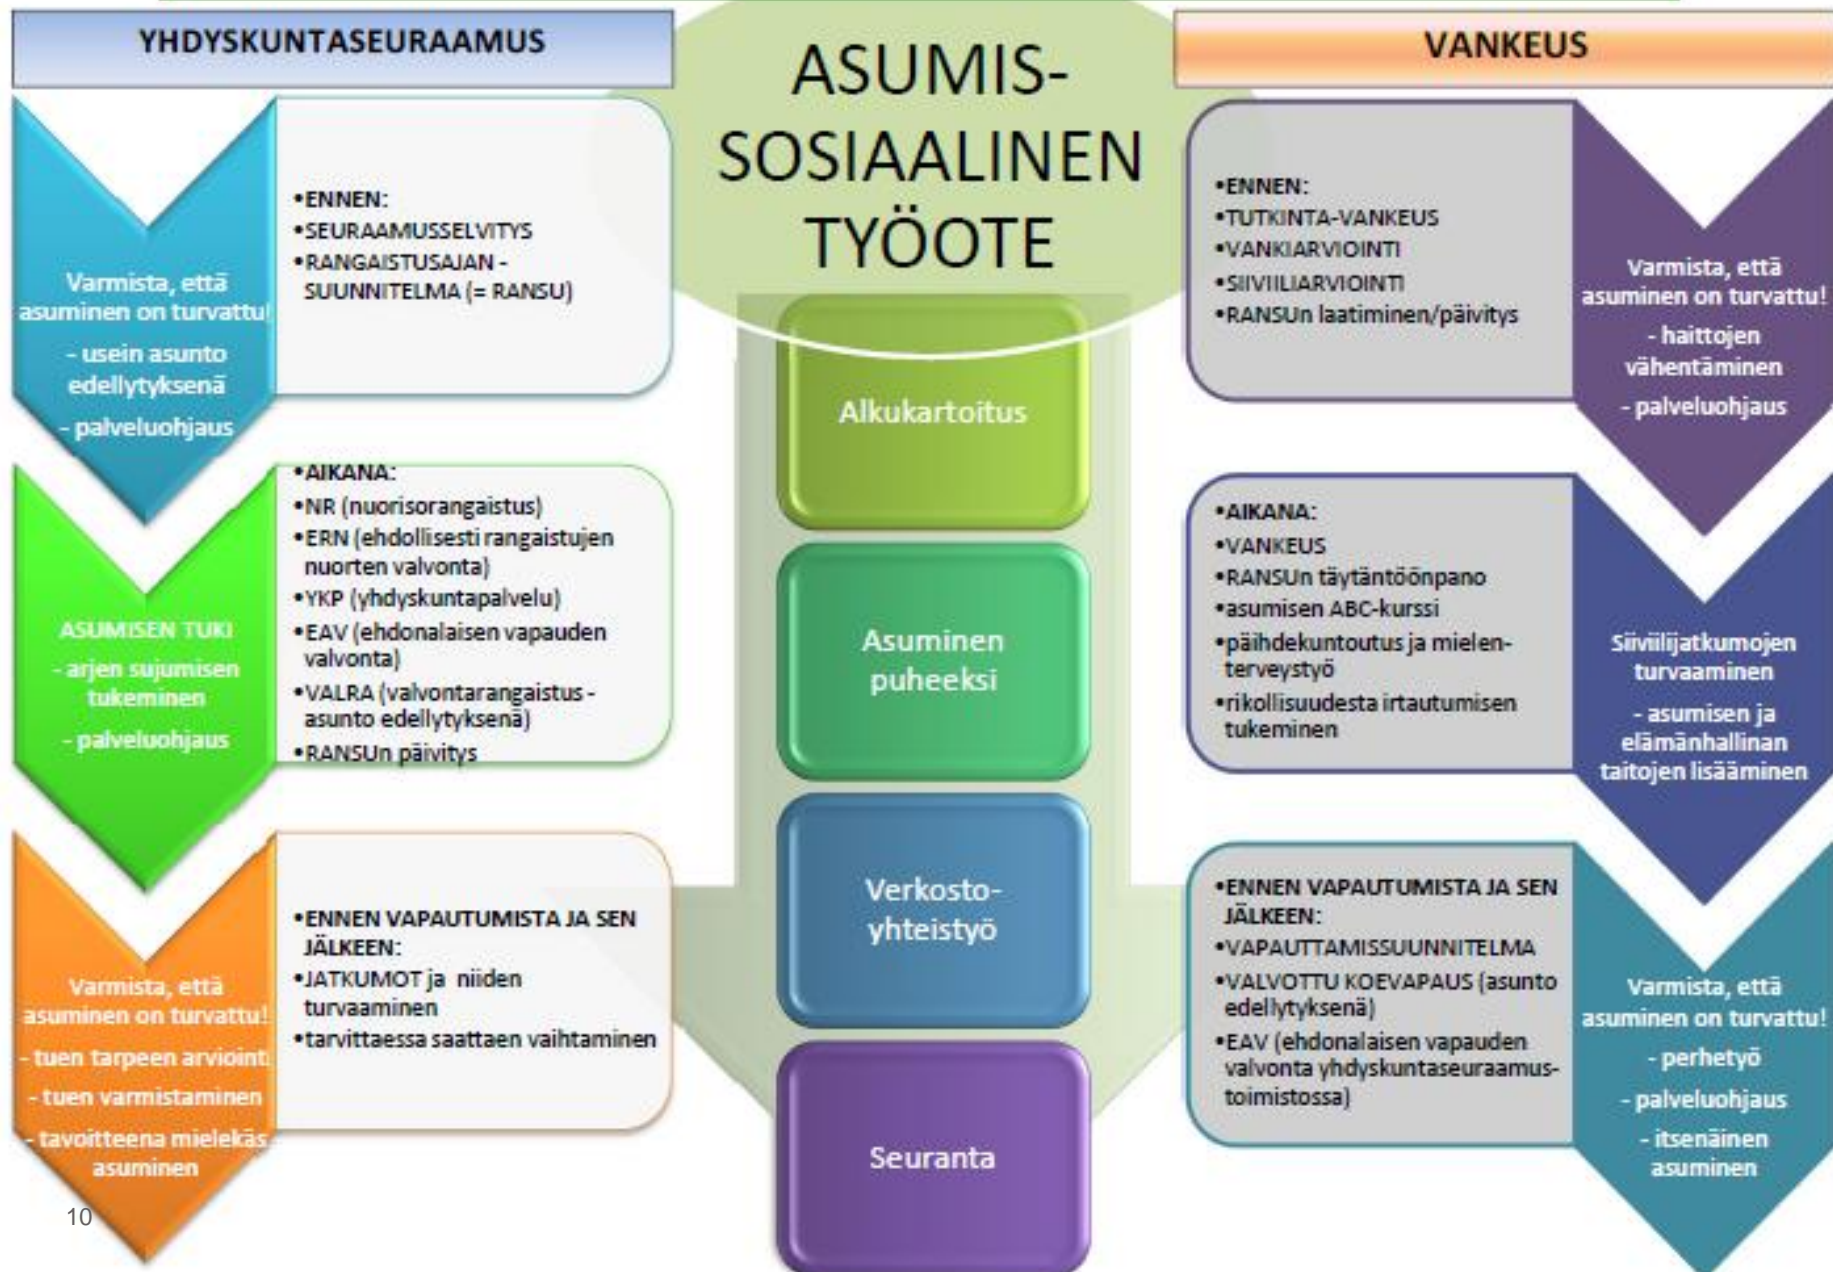 YHDYSKUNTASEURAAMUS
Varmista, että
asuminen on turvattu!
- usein asunto
edellytyksenä
- palveluohjaus
•ENNEN:
•SEURAAMUSSELVITYS
•RANGAISTUSAJAN -
SUUNNITELMA (= RANSU)
ASUMISEN TUKI
- arjen sujumisen
tukeminen
- palveluohjaus
•AIKANA:
•NR (nuorisorangaistus)
•ERN (ehdollisesti rangaistujen
nuorten valvonta)
•YKP (yhdyskuntapalvelu)
•EAV (ehdonalaisen vapauden
valvonta)
•VALRA (valvontarangaistus -
asunto edellytyksenä)
•RANSUn päivitys
Varmista, että
asuminen on turvattu!
- tuen tarpeen arviointi
- tuen varmistaminen
- tavoitteena mielekäs
asuminen
•ENNEN VAPAUTUMISTA JA SEN
JÄLKEEN:
•JATKUMOT ja niiden
turvaaminen
•tarvittaessa saattaen vaihtaminen
ASUMIS-
SOSIAALINEN
TYÖOTE
Alkukartoitus
Asuminen
puheeksi
Verkosto-
yhteistyö
Seuranta
VANKEUS
•ENNEN:
•TUTKINTA-VANKEUS
•VANKIARVIOINTI
•SIIVIILIARVIOINTI
•RANSUn laatiminen/päivitys
Varmista, että
asuminen on turvattu!
- haittojen
vähentäminen
- palveluohjaus
•AIKANA:
•VANKEUS
•RANSUn täytäntöönpano
•asumisen ABC-kurssi
•päihdekuntoutus ja mielen-
terveystyö
•rikollisuudesta irtautumisen
tukeminen
Siiviilijatkumojen
turvaaminen
- asumisen ja
elämänhallinan
taitojen lisääminen
•ENNEN VAPAUTUMISTA JA SEN
JÄLKEEN:
•VAPAUTTAMISSUUNNITELMA
•VALVOTTU KOEVAPAUS (asunto
edellytyksenä)
•EAV (ehdonalaisen vapauden
valvonta yhdyskuntaseuraamus-
toimistossa)
Varmista, että
asuminen on turvattu!
- perhetyö
- palveluohjaus
- itsenäinen
asuminen
10